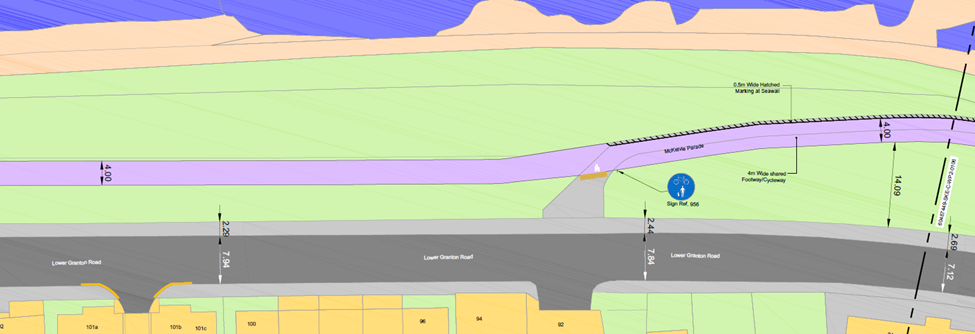 0.5m Wide Hatched
Marking at Seawall
4.00
McKelvie Parade
4.00
4m Wide shared
Footway/Cycleway
14.09
Sign Ref. 956
2.29
2.44
2.69
7.94
7.84
7.12
Lower Granton Road
Lower Granton Road
Lower Granton Road
101a
101b
101c
100
96
94
92